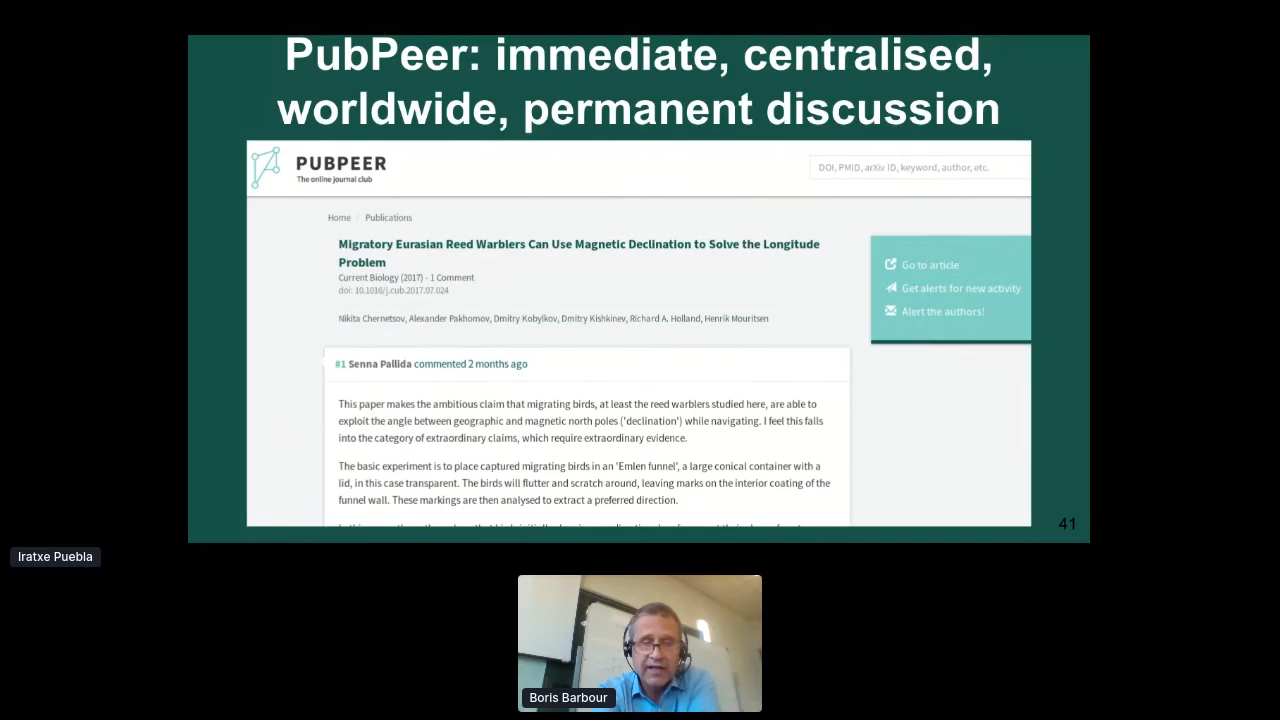 PubPeer: immediate, centralised,
worldwide, permanent discussion
PUBPEER
The online journal club
DOI, PMID, arXiv ID, keyword, author, etc.
Home / Publications
Migratory Eurasian Reed Warblers Can Use Magnetic Declination to Solve the Longitude
Problem
Current Biology (2017) - 1 Comment
doi: 10.1016/j.cub.2017.07.024
Nikita Chernetsov, Alexander Pakhomov, Dmitry Kobylkov, Dmitry Kishkinev, Richard A. Holland, Henrik Mouritsen
Go to article
Get alerts for new activity
Alert the authors!
#1 Senna Pallida commented 2 months ago
This paper makes the ambitious claim that migrating birds, at least the reed warblers studied here, are able to
exploit the angle between geographic and magnetic north poles ('declination') while navigating. I feel this falls
into the category of extraordinary claims, which require extraordinary evidence.
The basic experiment is to place captured migrating birds in an 'Emlen funnel', a large conical container with a
lid, in this case transparent. The birds will flutter and scratch around, leaving marks on the interior coating of the
funnel wall. These markings are then analysed to extract a preferred direction.
41
Iratxe Puebla
Boris Barbour